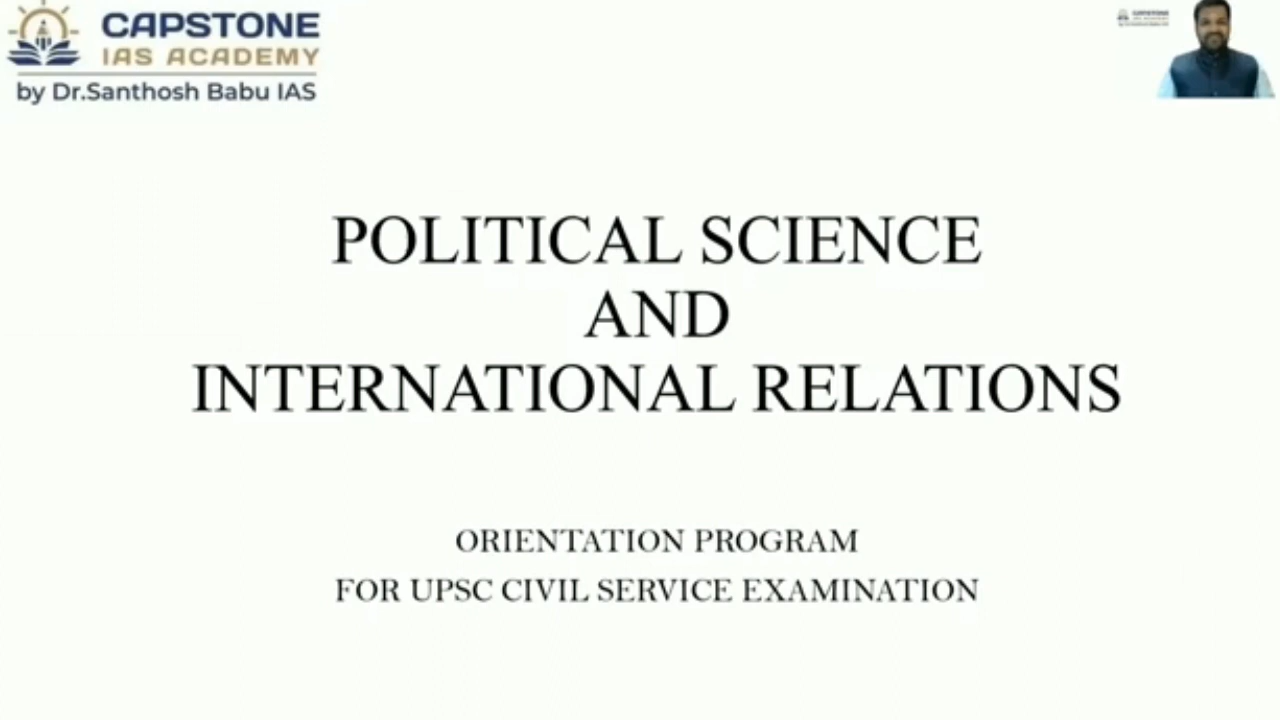 CAPSTONE
IAS ACADEMY
by Dr.Santhosh Babu IAS
CAPSTONE
POLITICAL SCIENCE
AND
INTERNATIONAL RELATIONS
ORIENTATION PROGRAM
FOR UPSC CIVIL SERVICE EXAMINATION